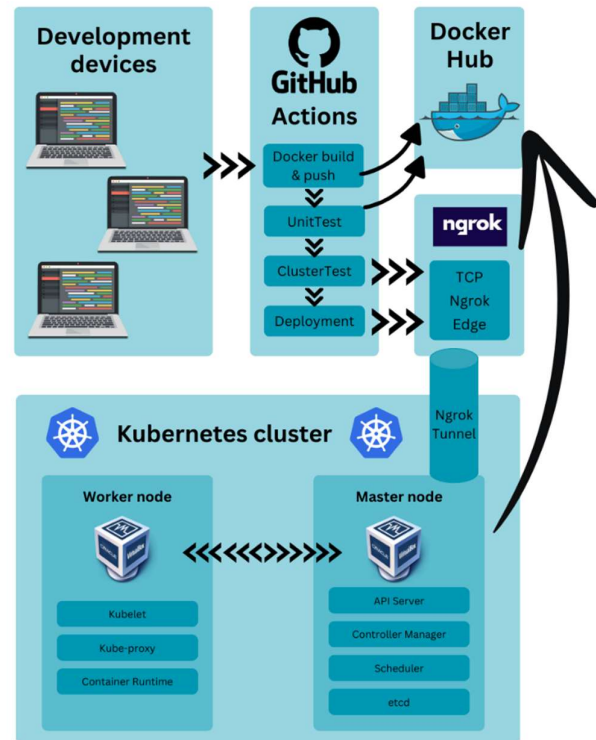 Development
devices
GitHub
Actions
Docker build
& push
UnitTest
ClusterTest
Deployment
Docker
Hub
ngrok
TCP
Ngrok
Edge
Ngrok
Tunnel
Kubernetes cluster
Worker node
Kubelet
Kube-proxy
Container Runtime
Master node
API Server
Controller Manager
Scheduler
etcd